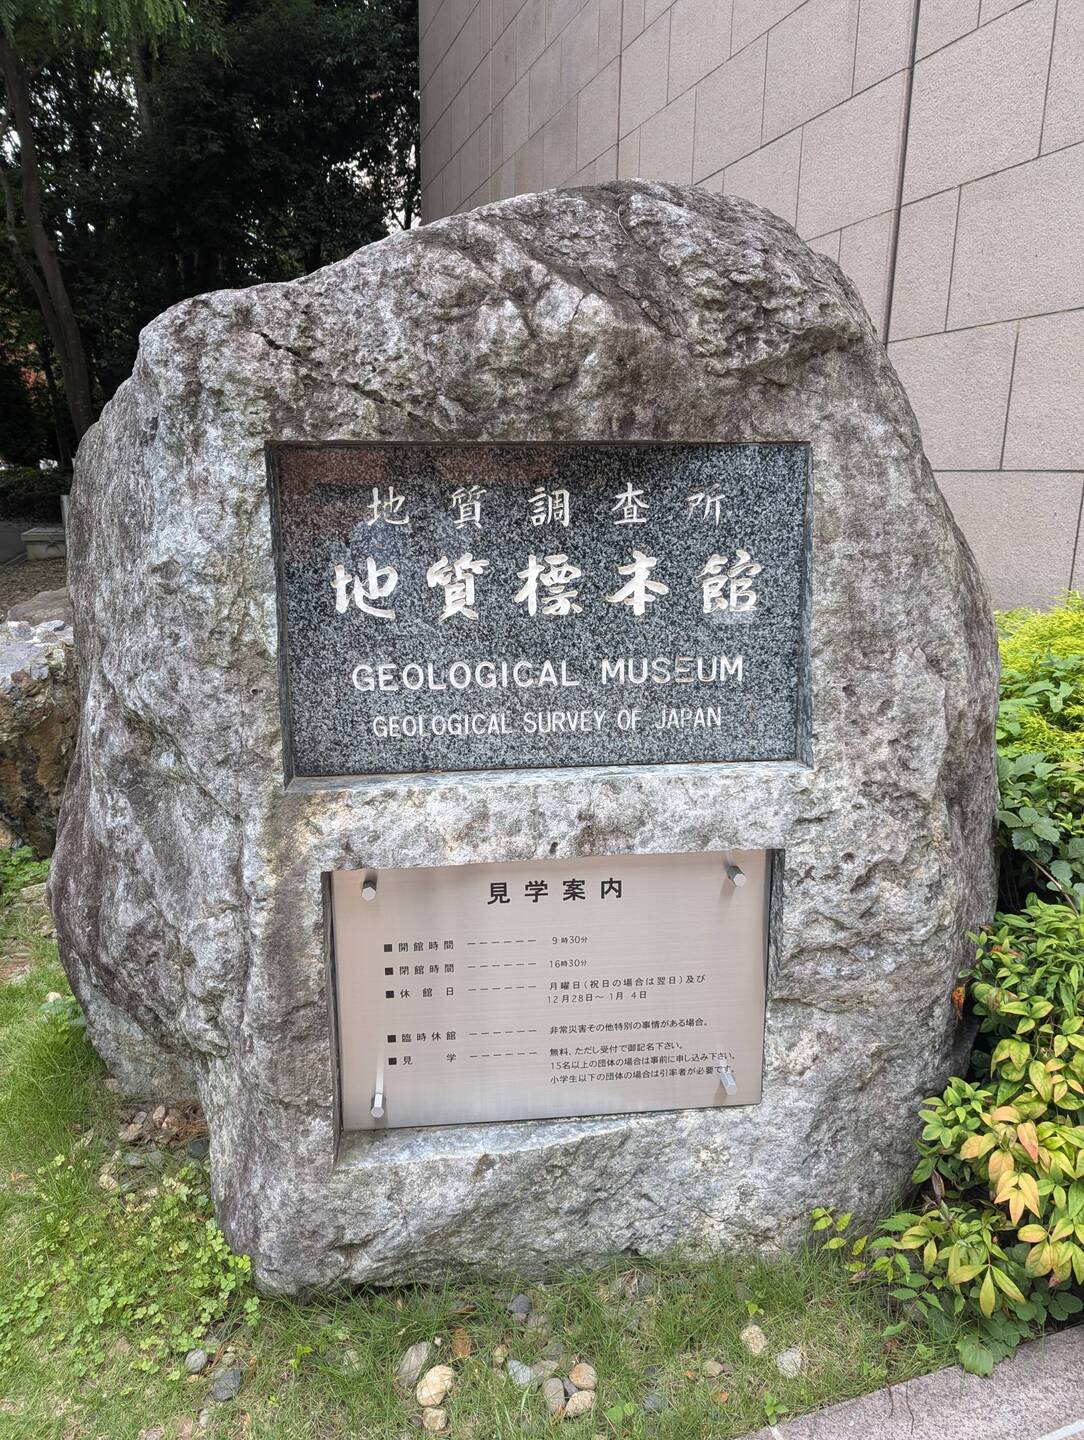 地質調査所
地質標本館
GEOLOGICAL MUSEUM
GEOLOGICAL SURVEY OF JAPAN
見学案内
■開館時間 ------ 9時30分
■閉館時間 ------ 16時30分
■休館日 ------ 月曜日(祝日の場合は翌日)及び
12月28日〜1月4日
■臨時休館 ------ 非常災害その他特別の事情がある場合。
■見学 ------ 無料、ただし受付で御記名下さい。
15名以上の団体の場合は事前に申し込み下さい。
小学生以下の団体の場合は引率者が必要です。